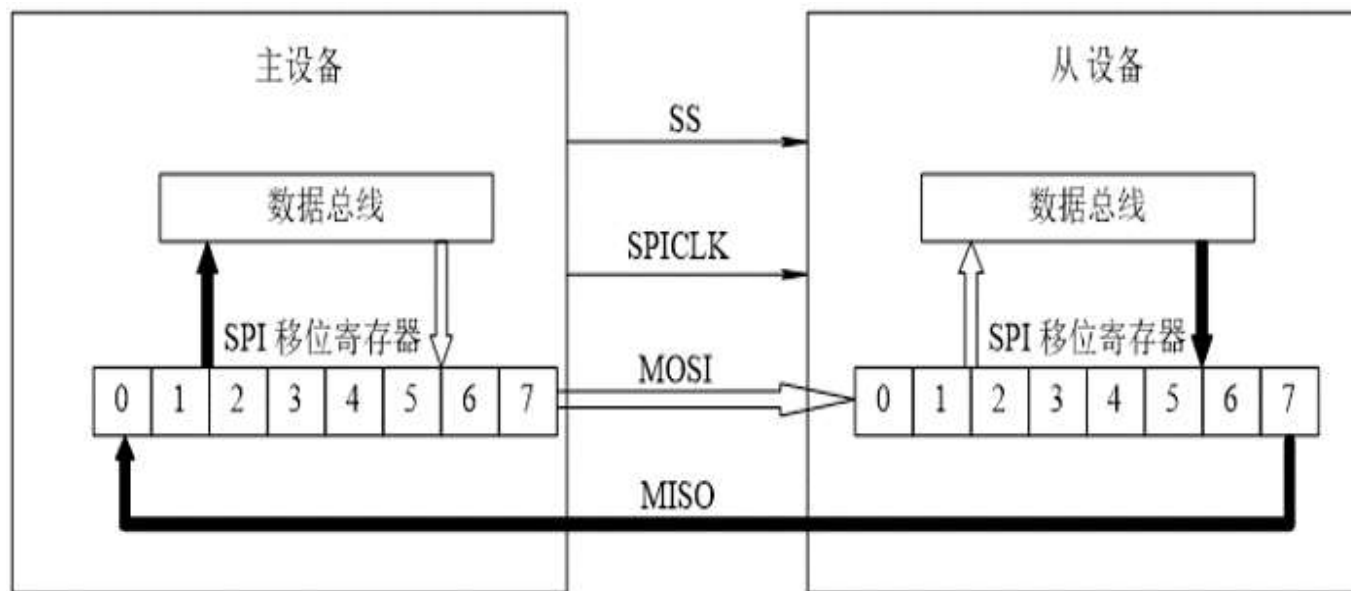 主设备
从设备
SS
数据总线
数据总线
SPICLK
SPI 移位寄存器
SPI 移位寄存器
MOSI
0 1 2 3 4 5 6 7
0 1 2 3 4 5 6 7
MISO